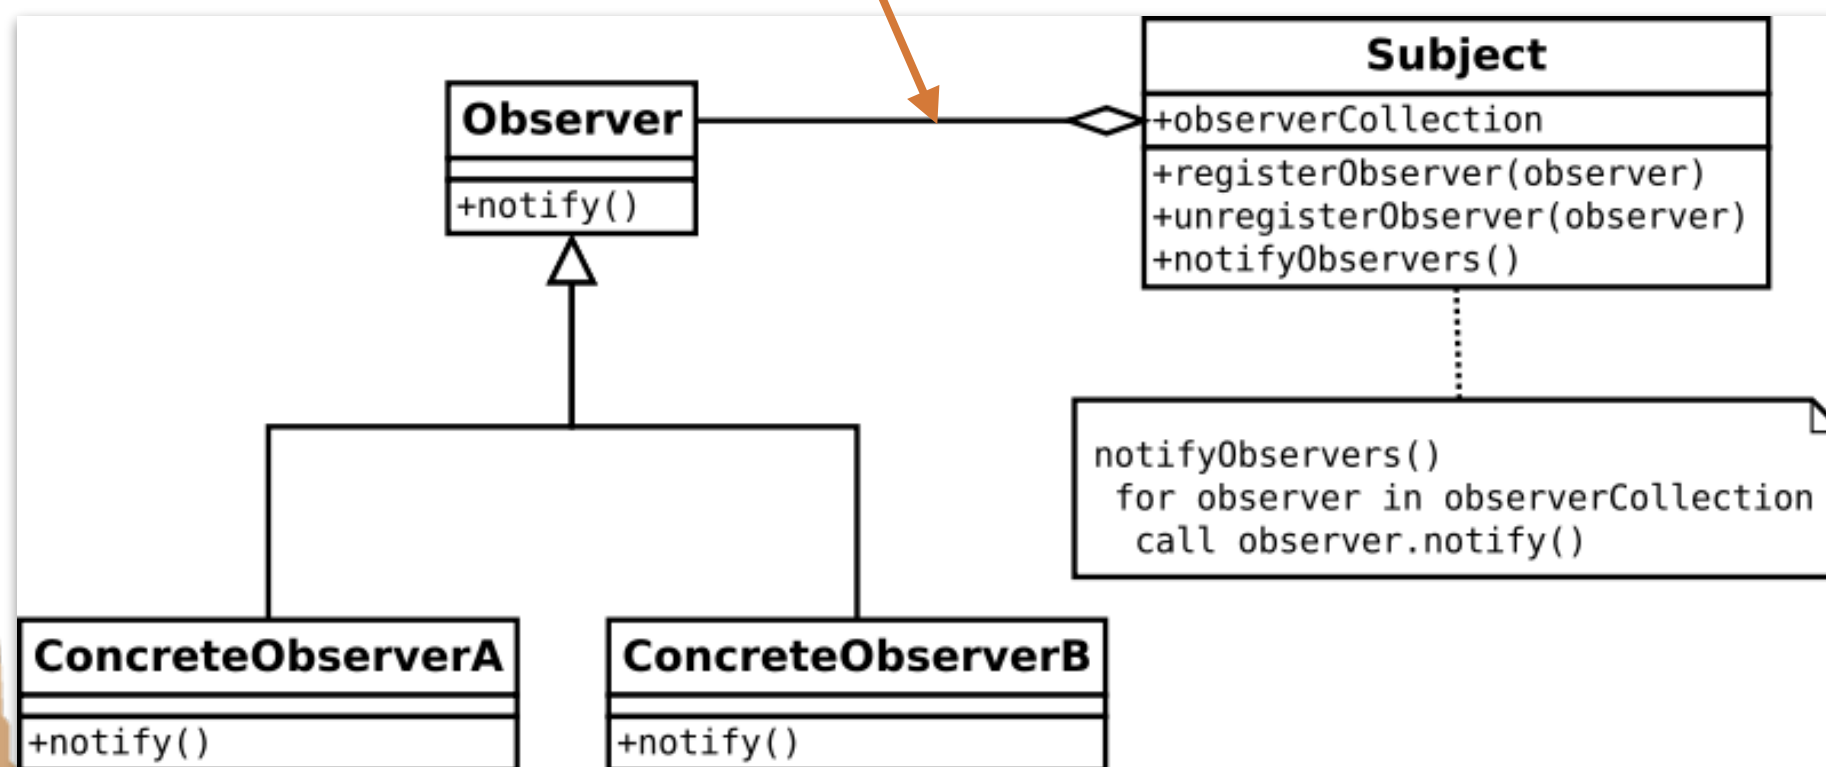 Subject
+observerCollection
+registerObserver(observer)
+unregisterObserver(observer)
+notifyObservers()
Observer
+notify()
notifyObservers()
for observer in observerCollection
call observer.notify()
ConcreteObserverA
+notify()
ConcreteObserverB
+notify()